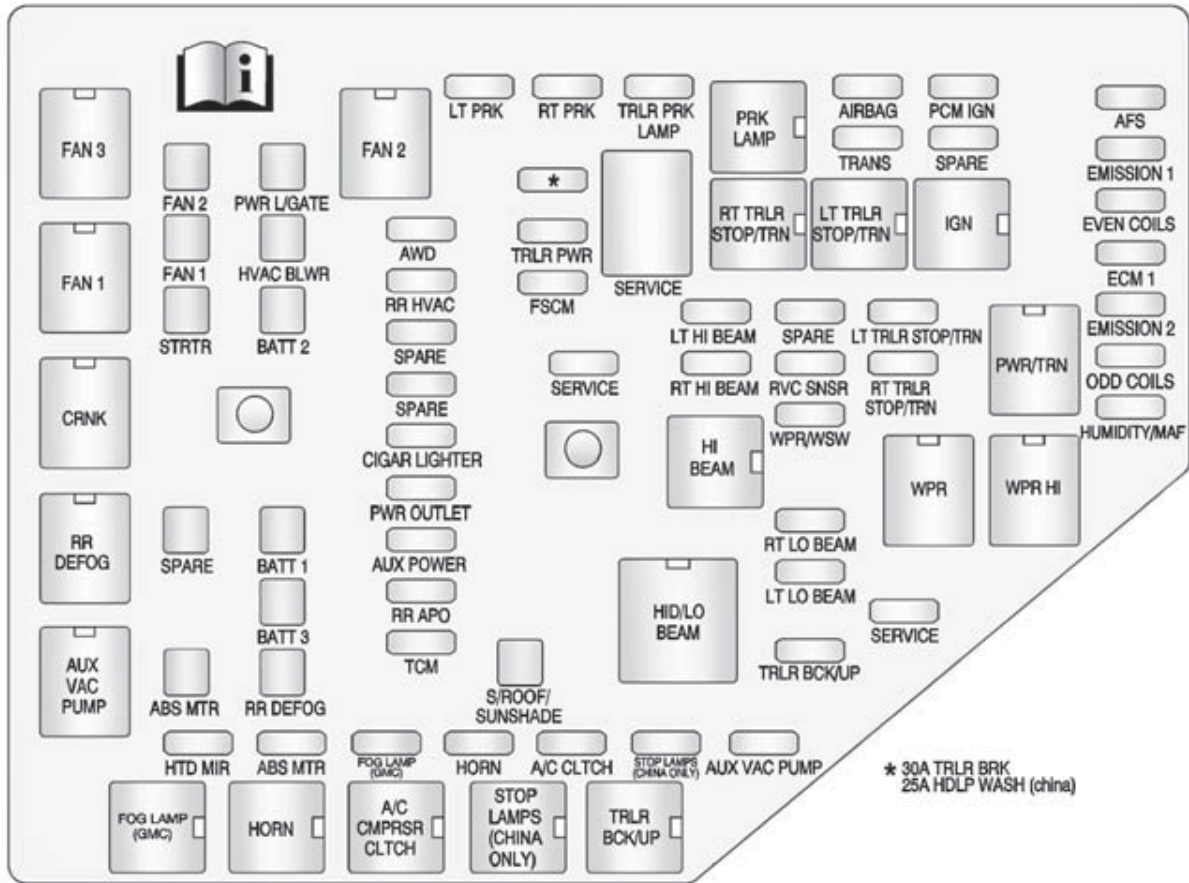 i
LT PRK
RT PRK
TRLR PRK
LAMP
PRK
LAMP
AIRBAG
PCM IGN
AFS
FAN 3
FAN 2
TRANS
SPARE
EMISSION 1
FAN 2
PWR L/GATE
*
RT TRLR
STOP/TRN
LT TRLR
STOP/TRN
IGN
EVEN COILS
AWD
TRLR PWR
FAN 1
FAN 1
HVAC BLWR
RR HVAC
FSCM
SERVICE
ECM 1
STRTR
BATT 2
SPARE
LT HI BEAM
SPARE
LT TRLR STOP/TRN
EMISSION 2
SPARE
SERVICE
RT HI BEAM
RVC SNSR
RT TRLR
STOP/TRN
PWR/TRN
ODD COILS
CRNK
CIGAR LIGHTER
HI
BEAM
WPR/WSW
HUMIDITY/MAF
PWR OUTLET
WPR
WPR HI
RR
DEFOG
SPARE
BATT 1
AUX POWER
RT LO BEAM
RR APO
LT LO BEAM
BATT 3
TCM
HID/LO
BEAM
SERVICE
AUX
VAC
PUMP
ABS MTR
RR DEFOG
S/ROOF/
SUNSHADE
TRLR BCK/UP
HTD MIR
ABS MTR
FOG LAMP
(GMC)
HORN
A/C CLTCH
STOP LAMPS
(CHINA ONLY)
AUX VAC PUMP
* 30A TRLR BRK
25A HDLP WASH (china)
FOG LAMP
(GMC)
HORN
A/C
CMPRSR
CLTCH
STOP
LAMPS
(CHINA
ONLY)
TRLR
BCK/UP